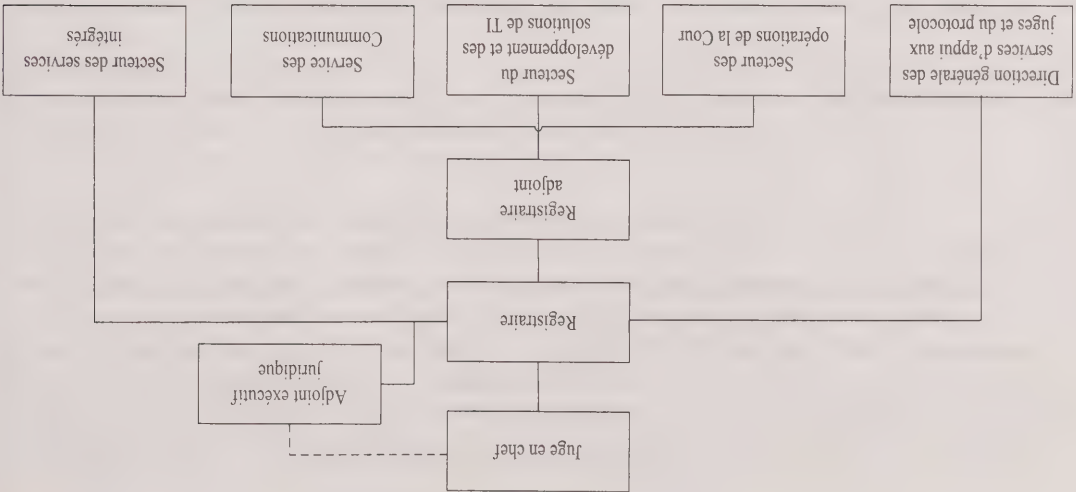 Juge en chef
Adjoint exécutif
juridique
Registraire
Registraire
adjoint
Direction générale des
services d'appui aux
juges et du protocole
Secteur des
opérations de la Cour
Secteur du
développement et des
solutions de TI
Service des
Communications
Secteur des services
intégrés